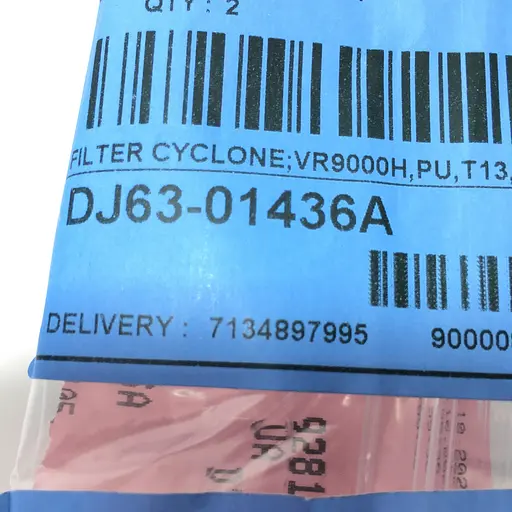 QTY: 2
FILTER CYCLONE;VR9000H,PU,T13,
DJ63-01436A
DELIVERY : 7134897995